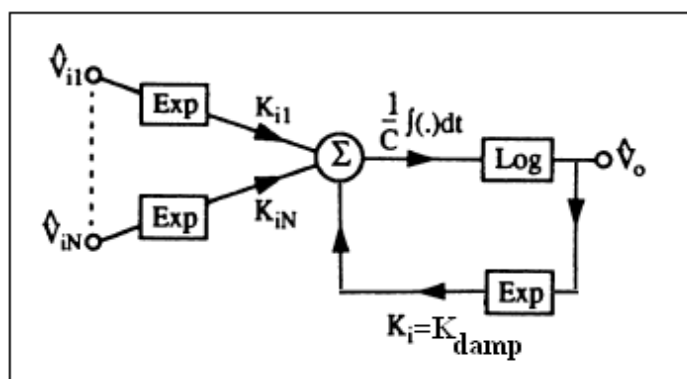 V̂i1
Exp
Ki1
Σ
1/C ∫(.)dt
Log
V̂o
V̂iN
Exp
KiN
Exp
Ki=Kdamp